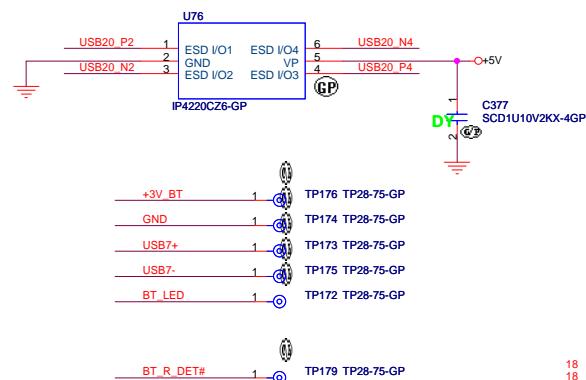 U76
USB20_P2 1 ESD I/O1 ESD I/O4 6 USB20_N4
2 GND VP 5 +5V
USB20_N2 3 ESD I/O2 ESD I/O3 4 USB20_P4
GP
IP4220CZ6-GP
1 C377
DY SCD1U10V2KX-4GP
2
+3V_BT 1 TP176 TP28-75-GP
GND 1 TP174 TP28-75-GP
USB7+ 1 TP173 TP28-75-GP
USB7- 1 TP175 TP28-75-GP
BT_LED 1 TP172 TP28-75-GP
18
BT_R_DET# 1 TP179 TP28-75-GP
18